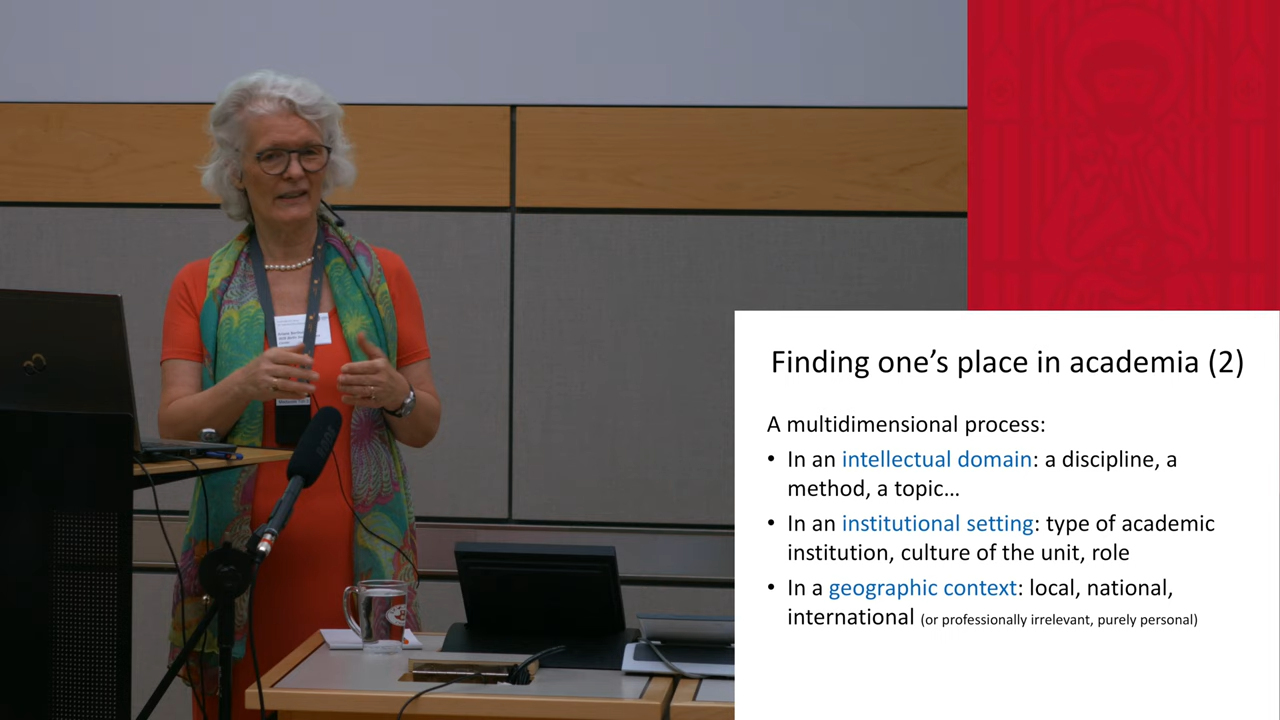 Finding one’s place in academia (2)
A multidimensional process:
• In an intellectual domain: a discipline, a
method, a topic…
• In an institutional setting: type of academic
institution, culture of the unit, role
• In a geographic context: local, national,
international (or professionally irrelevant, purely personal)